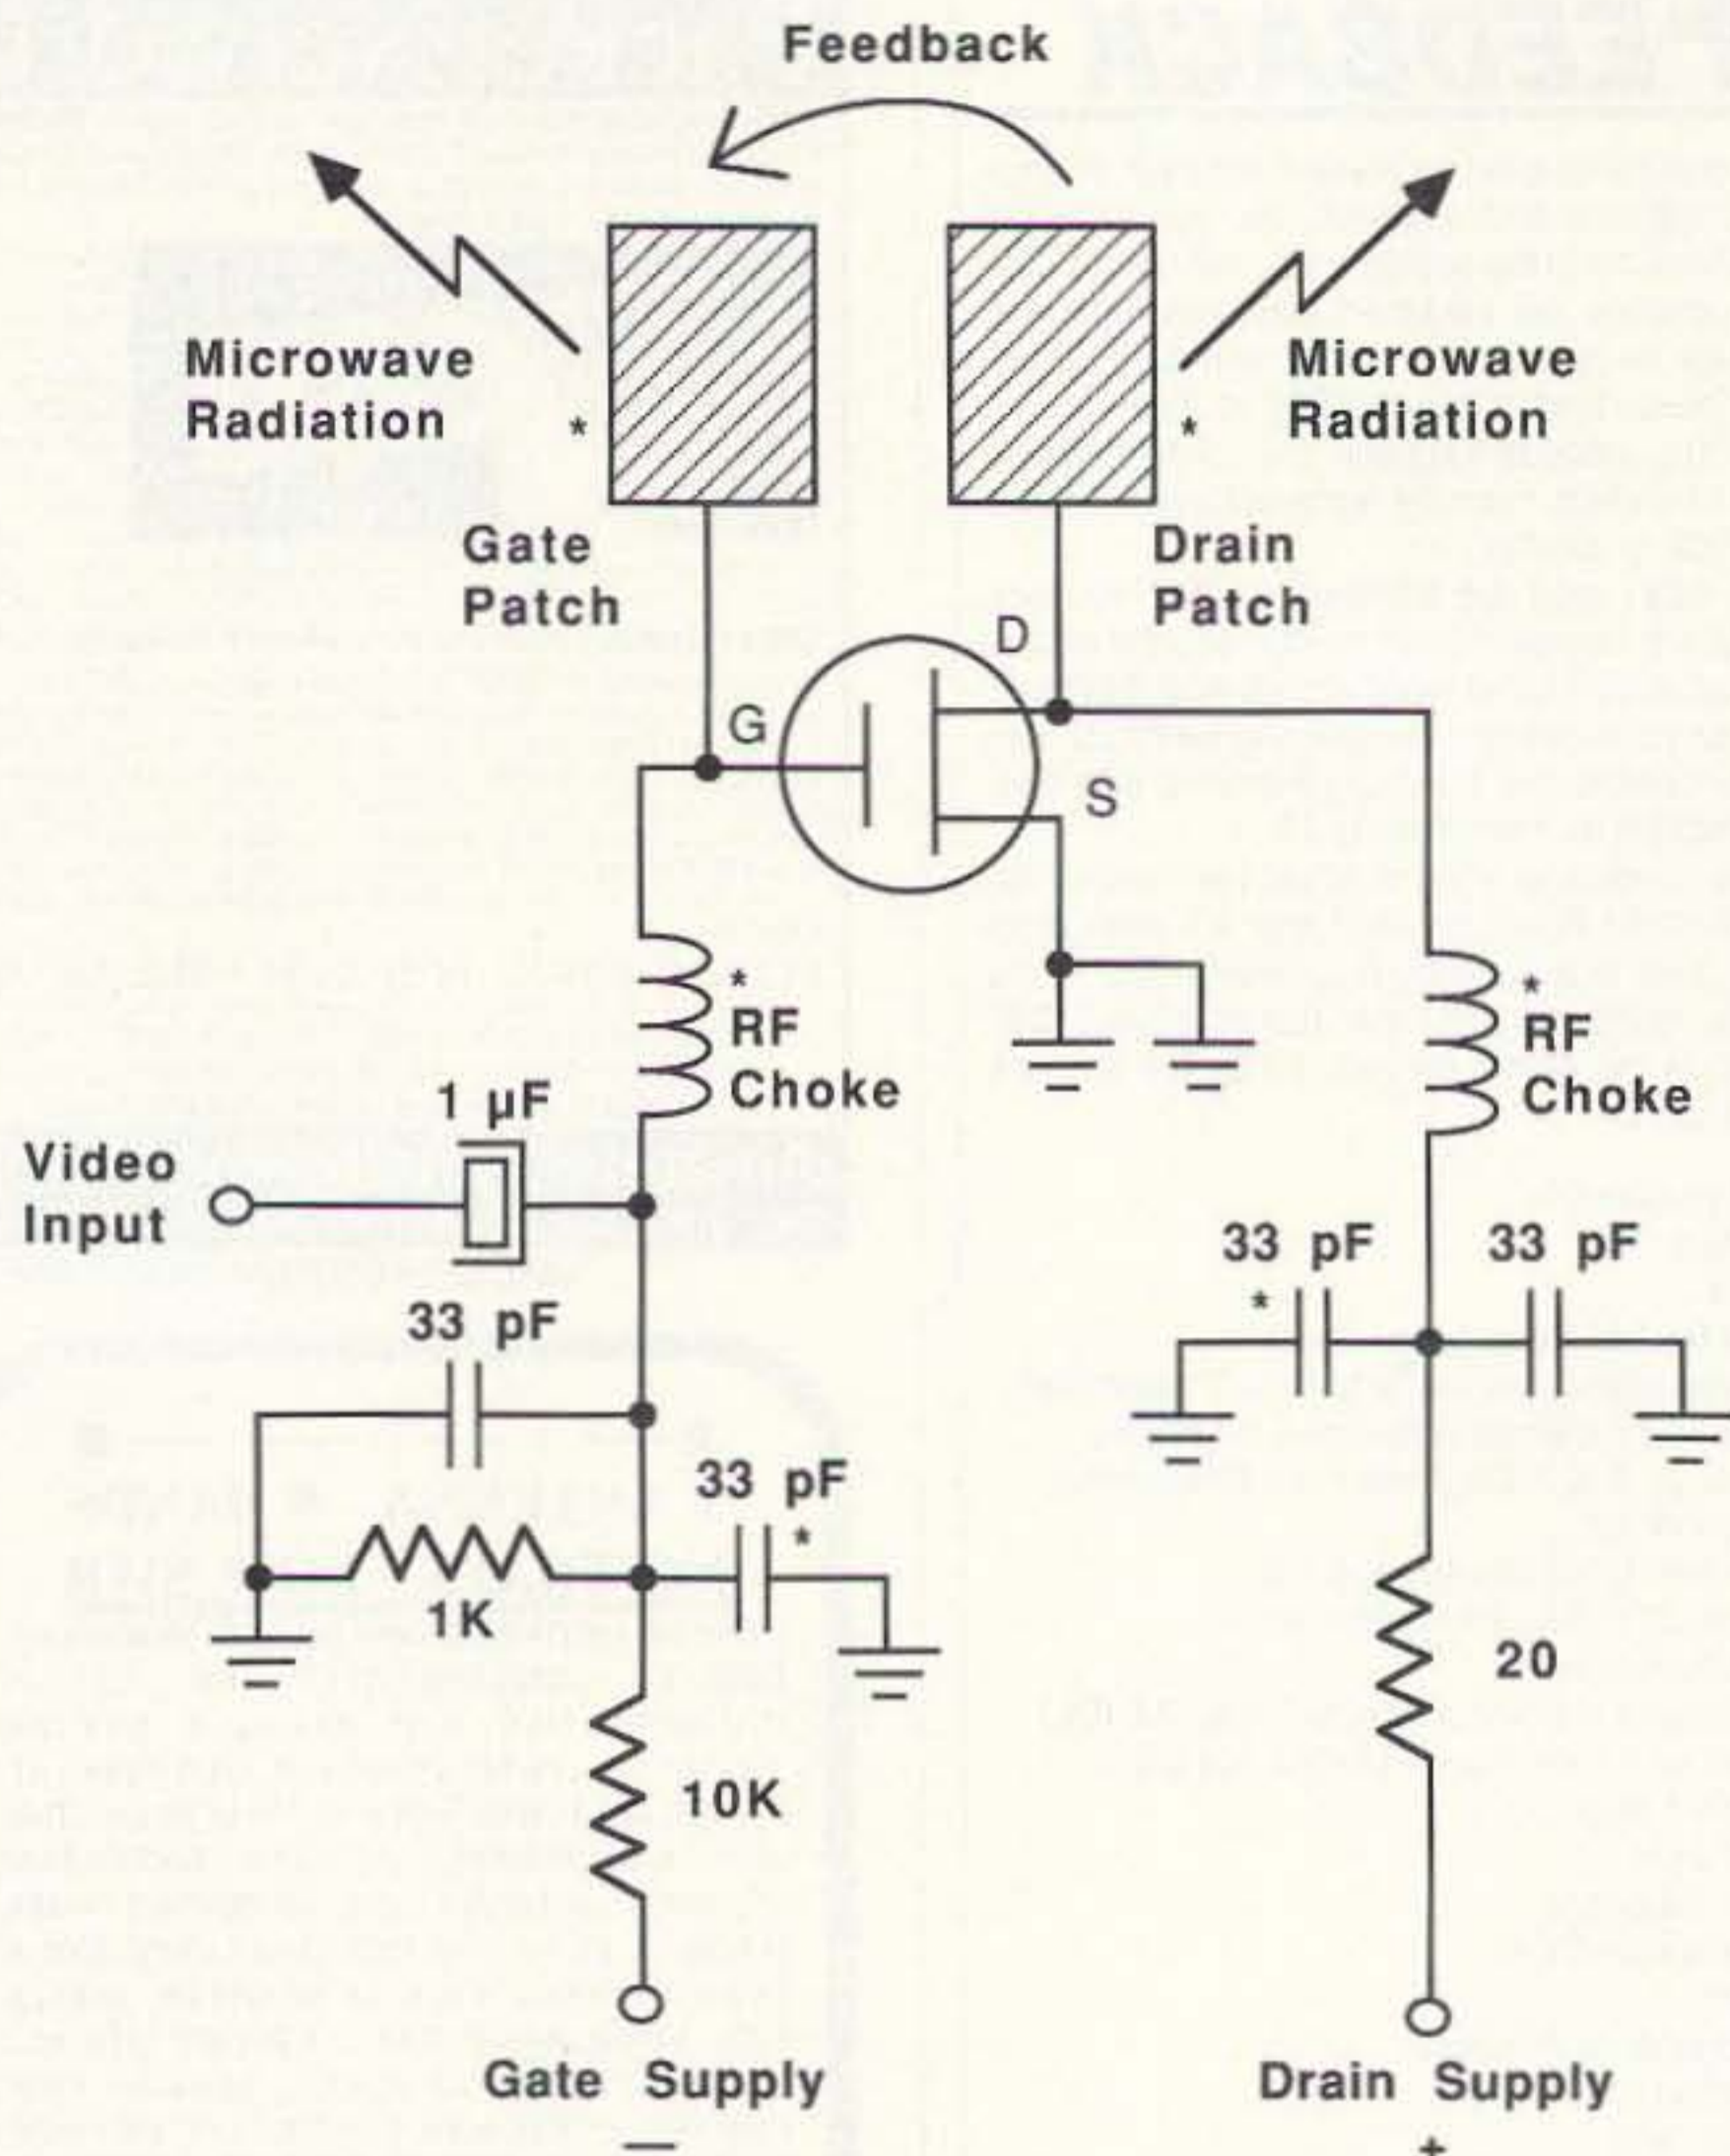 Feedback
Microwave
Radiation
*
*
Microwave
Radiation
Gate
Patch
Drain
Patch
D
G
S
*
RF
Choke
*
RF
Choke
1 µF
Video
Input
33 pF
33 pF
*
33 pF
33 pF
*
1K
20
10K
Gate Supply
—
Drain Supply
+